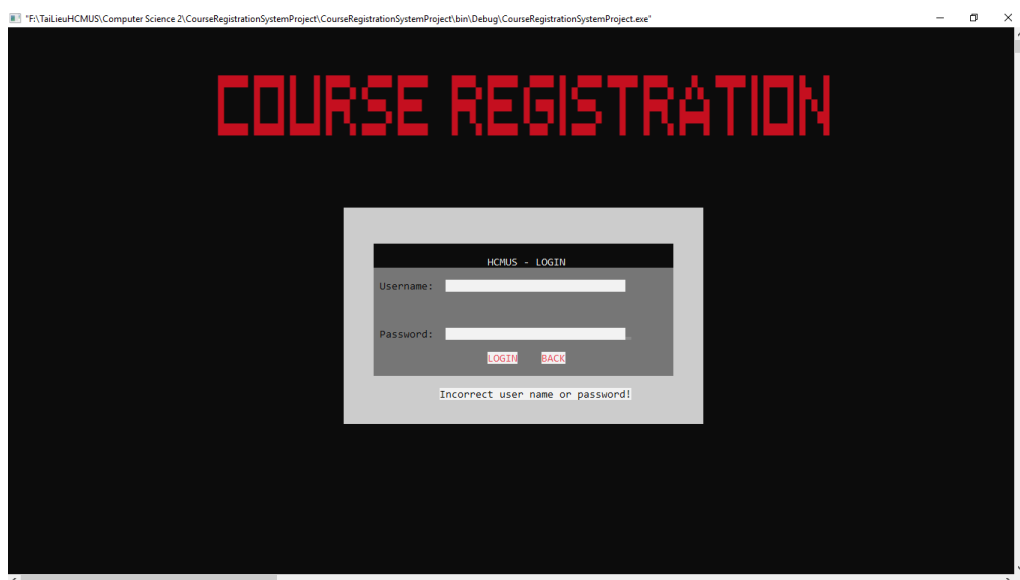 "F:\TaiLieuHCMUS\Computer Science 2\CourseRegistrationSystemProject\CourseRegistrationSystemProject\bin\Debug\CourseRegistrationSystemProject.exe"
COURSE REGISTRATION
HCMUS - LOGIN
Username:
Password:
LOGIN BACK
Incorrect user name or password!